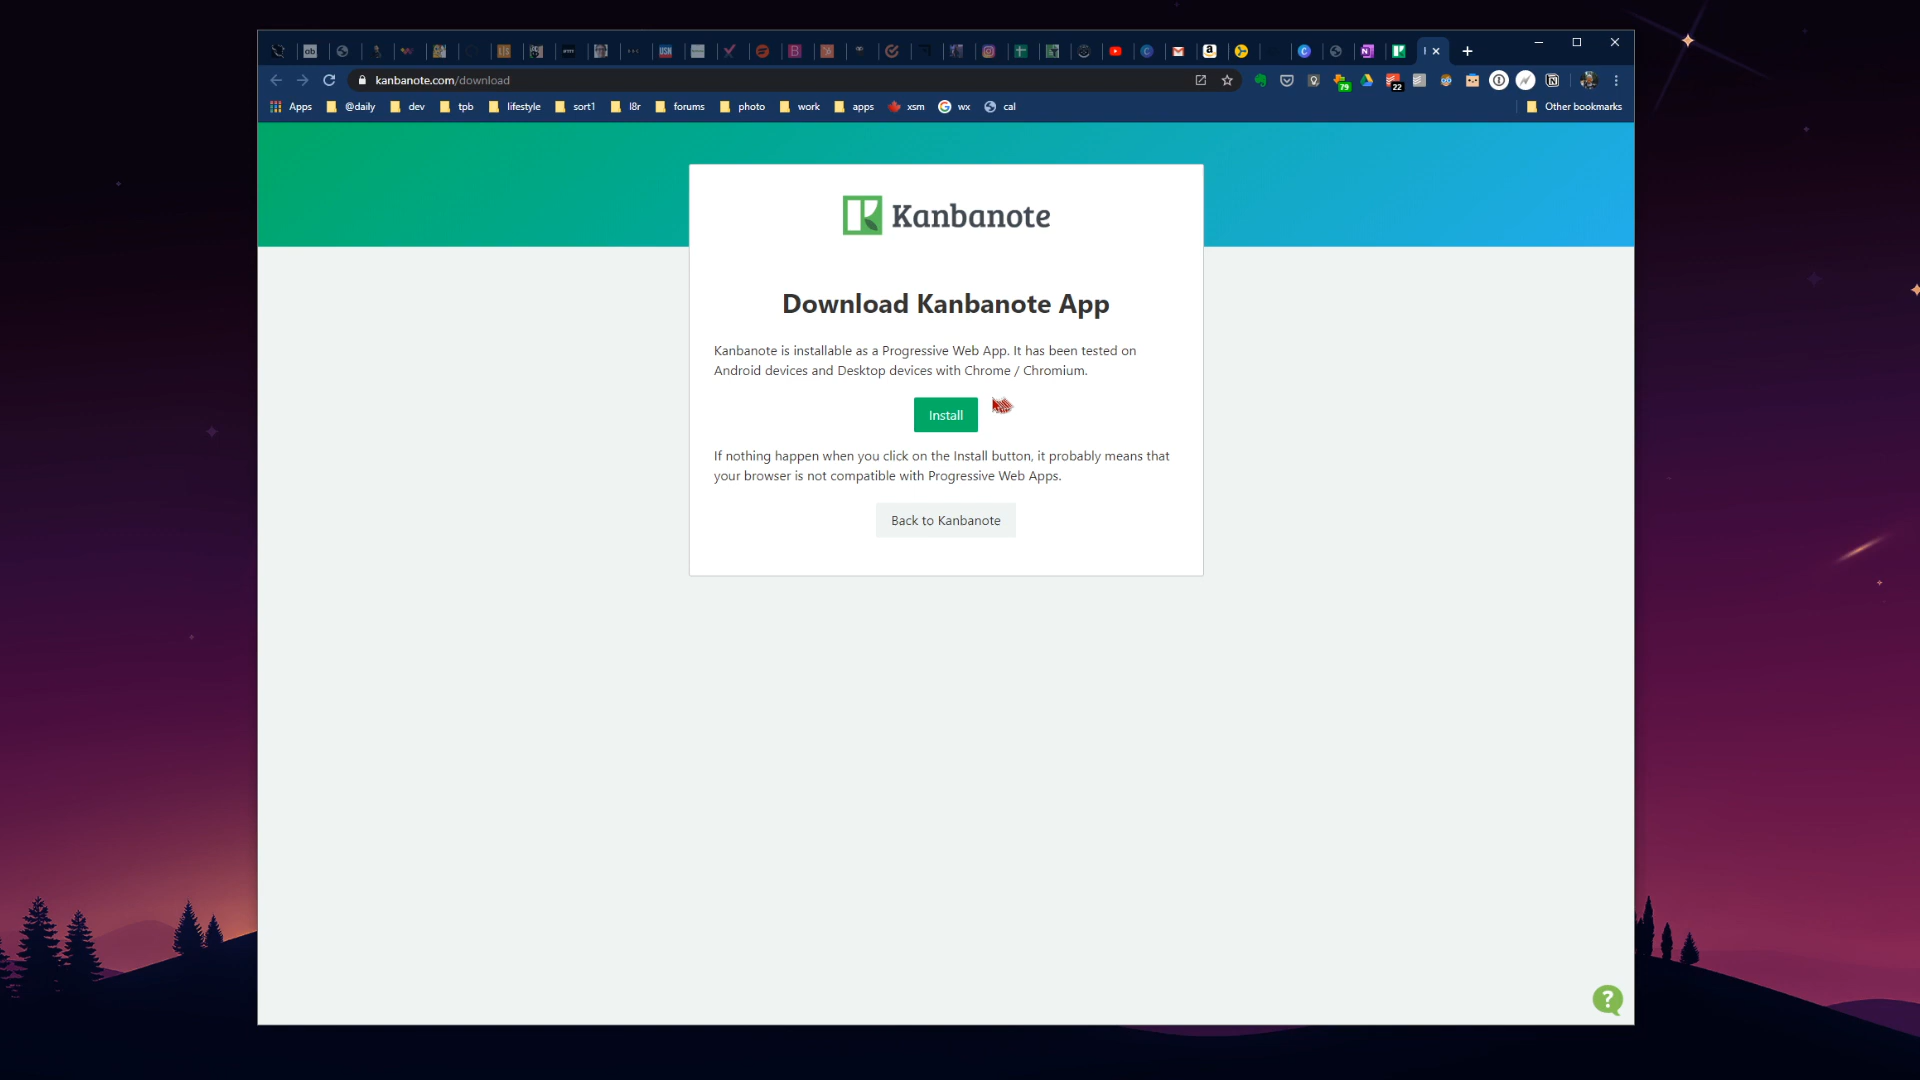 kanbanote.com/download
79
22
Apps @daily dev tpb lifestyle sort1 l8r forums photo work apps xsm wx cal Other bookmarks
Kanbanote
Download Kanbanote App
Kanbanote is installable as a Progressive Web App. It has been tested on
Android devices and Desktop devices with Chrome / Chromium.
Install
If nothing happen when you click on the Install button, it probably means that
your browser is not compatible with Progressive Web Apps.
Back to Kanbanote
?